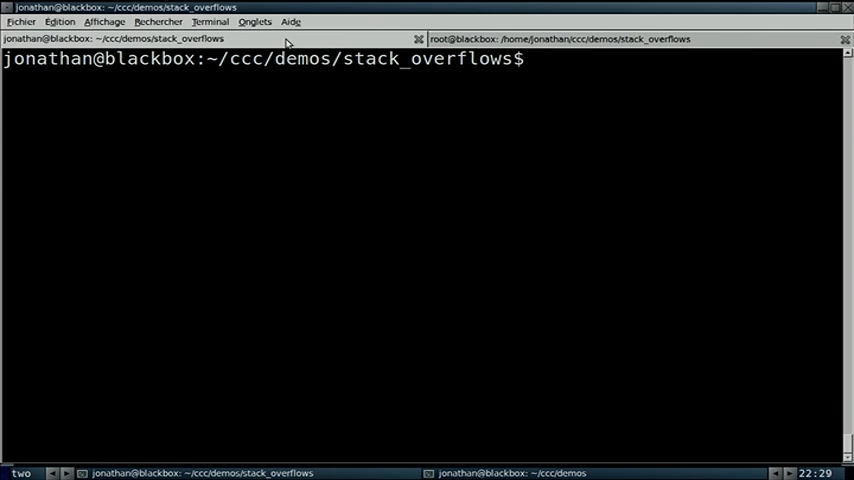 jonathan@blackbox: ~/ccc/demos/stack_overflows
Fichier Édition Affichage Rechercher Terminal Onglets Aide
jonathan@blackbox: ~/ccc/demos/stack_overflows root@blackbox: /home/jonathan/ccc/demos/stack_overflows
jonathan@blackbox:~/ccc/demos/stack_overflows$
two jonathan@blackbox: ~/ccc/demos/stack_overflows jonathan@blackbox: ~/ccc/demos 22:29